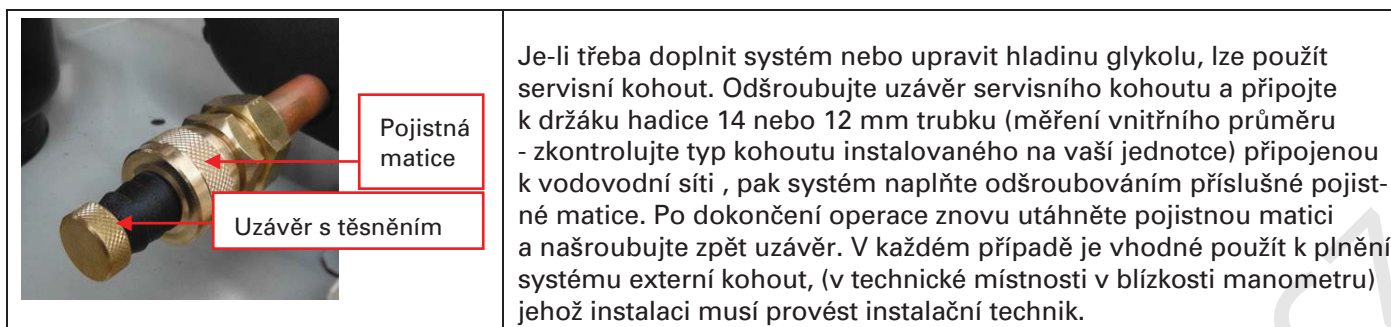 Pojistná
matice
Uzávěr s těsněním
Je-li třeba doplnit systém nebo upravit hladinu glykolu, lze použít
servisní kohout. Odšroubujte uzávěr servisního kohoutu a připojte
k držáku hadice 14 nebo 12 mm trubku (měření vnitřního průměru
- zkontrolujte typ kohoutu instalovaného na vaší jednotce) připojenou
k vodovodní síti , pak systém naplňte odšroubováním příslušné pojist-
né matice. Po dokončení operace znovu utáhněte pojistnou matici
a našroubujte zpět uzávěr. V každém případě je vhodné použít k plnění
systému externí kohout, (v technické místnosti v blízkosti manometru)
jehož instalaci musí provést instalační technik.